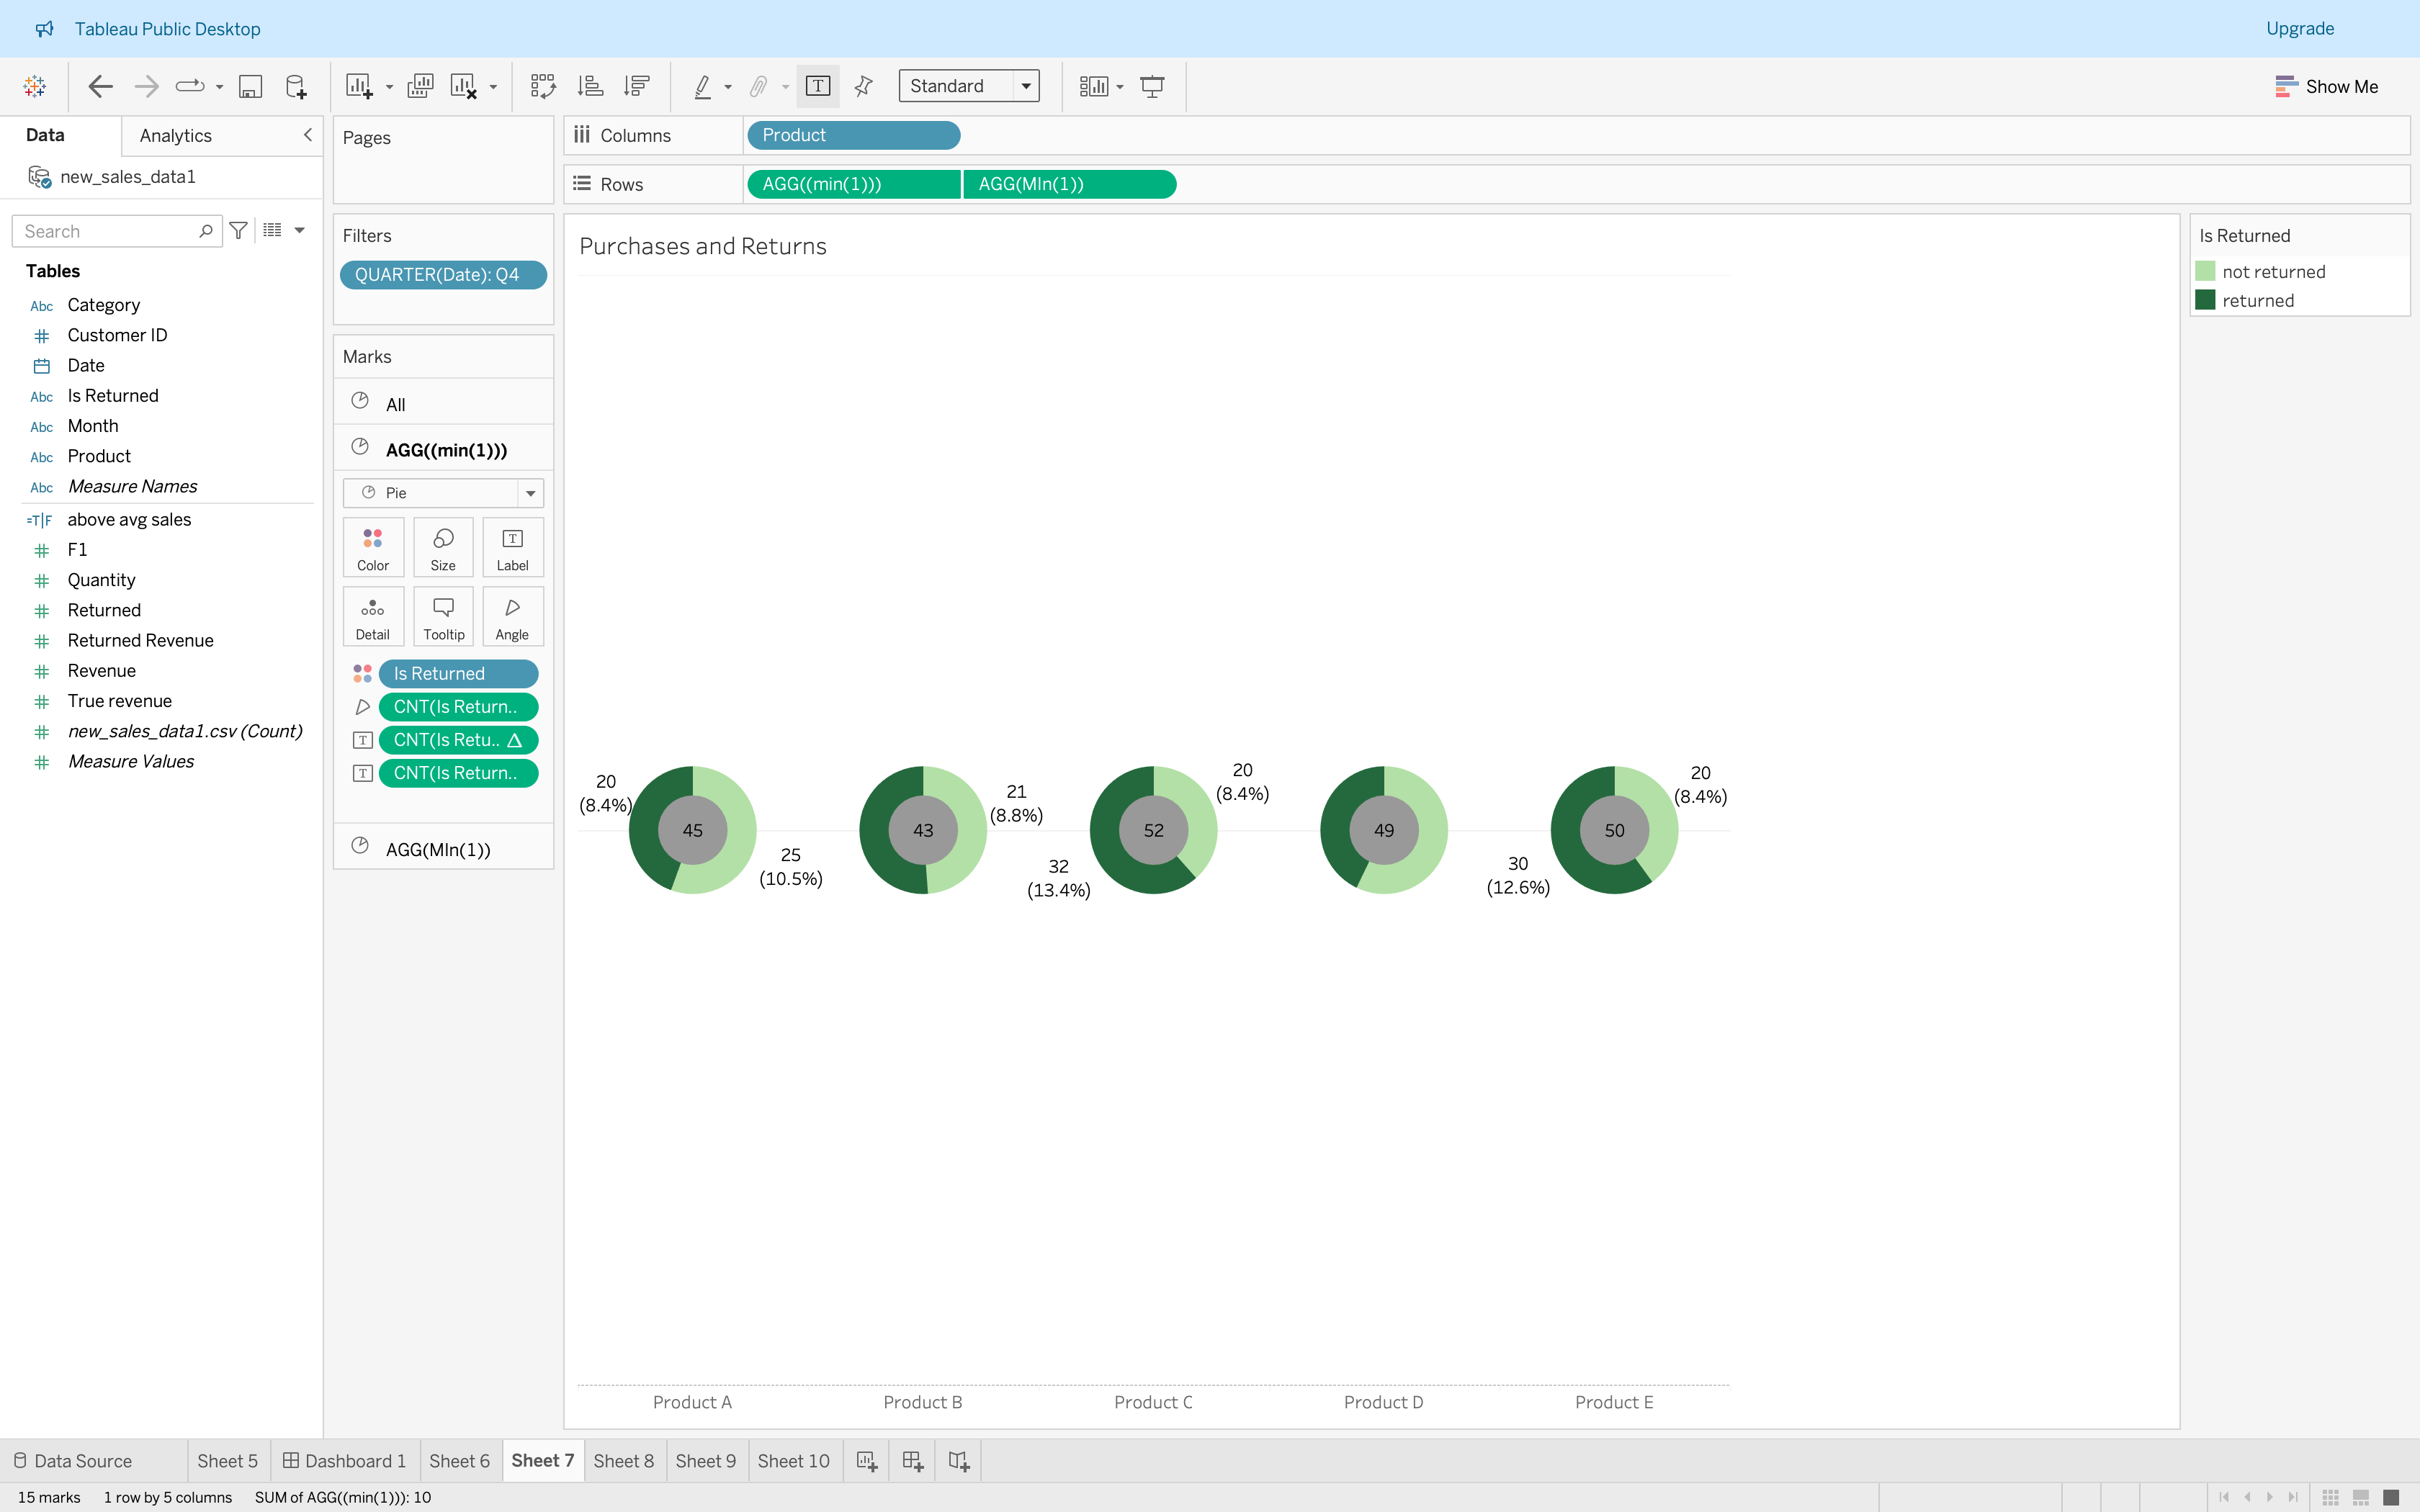 Tableau Public Desktop
Upgrade
Standard
Show Me
Data
Analytics
new_sales_data1
Search
Tables
Abc Category
Customer ID
Date
Abc Is Returned
Abc Month
Abc Product
Abc Measure Names
=T|F above avg sales
F1
Quantity
Returned
Returned Revenue
Revenue
True revenue
new_sales_data1.csv (Count)
Measure Values
Pages
Filters
QUARTER(Date): Q4
Marks
All
AGG((min(1)))
Pie
Color
Size
Label
Detail
Tooltip
Angle
Is Returned
CNT(Is Return..
CNT(Is Retu.. Δ
CNT(Is Return..
AGG(MIn(1))
Columns
Product
Rows
AGG((min(1)))
AGG(MIn(1))
Purchases and Returns
20
(8.4%)
45
25
(10.5%)
43
21
(8.8%)
32
(13.4%)
52
20
(8.4%)
49
30
(12.6%)
50
20
(8.4%)
Product A
Product B
Product C
Product D
Product E
Is Returned
not returned
returned
Data Source
Sheet 5
Dashboard 1
Sheet 6
Sheet 7
Sheet 8
Sheet 9
Sheet 10
15 marks
1 row by 5 columns
SUM of AGG((min(1))): 10